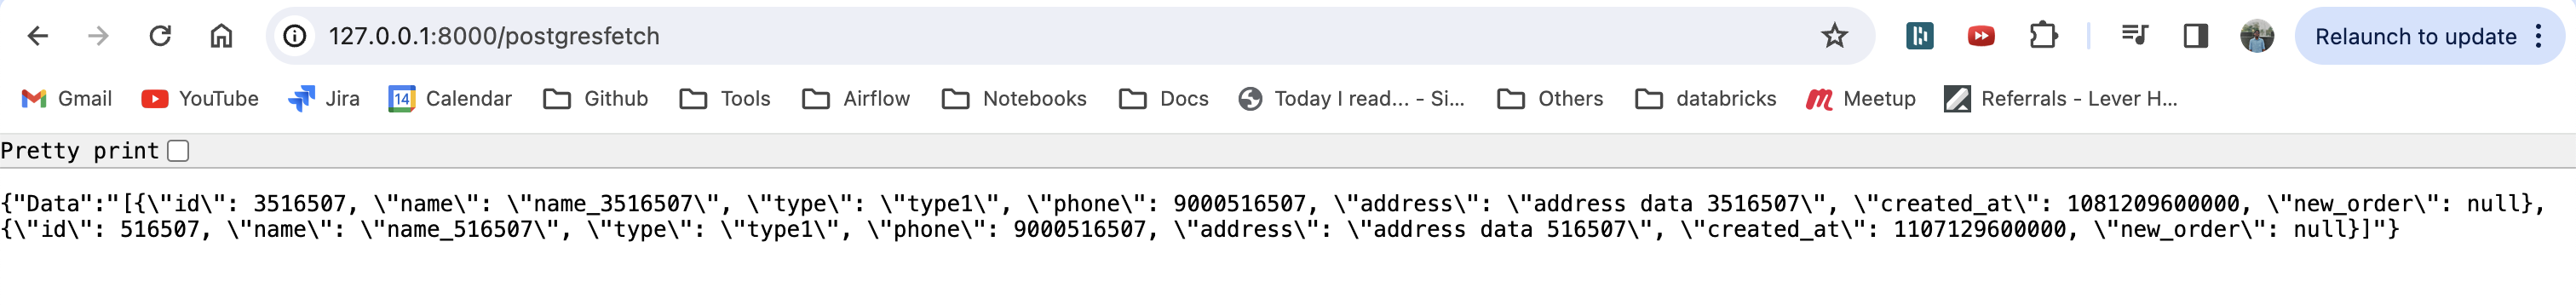 127.0.0.1:8000/postgresfetch
Relaunch to update
Gmail YouTube Jira 14 Calendar Github Tools Airflow Notebooks Docs Today I read... - Si... Others databricks Meetup Referrals - Lever H...
Pretty print
{"Data":"[{\"id\": 3516507, \"name\": \"name_3516507\", \"type\": \"type1\", \"phone\": 9000516507, \"address\": \"address data 3516507\", \"created_at\": 1081209600000, \"new_order\": null},
{\"id\": 516507, \"name\": \"name_516507\", \"type\": \"type1\", \"phone\": 9000516507, \"address\": \"address data 516507\", \"created_at\": 1107129600000, \"new_order\": null}]"}